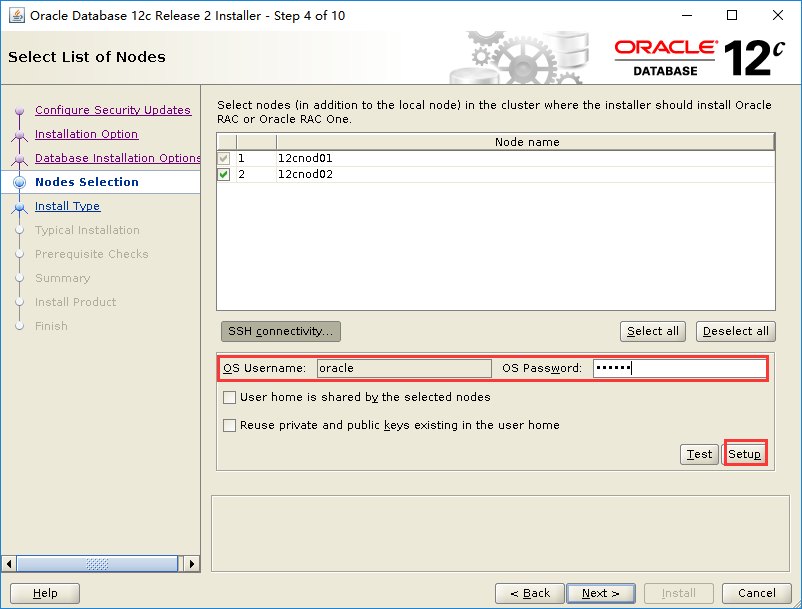 Oracle Database 12c Release 2 Installer - Step 4 of 10
Select List of Nodes
ORACLE
DATABASE
12c
Configure Security Updates
Installation Option
Database Installation Options
Nodes Selection
Install Type
Typical Installation
Prerequisite Checks
Summary
Install Product
Finish
Select nodes (in addition to the local node) in the cluster where the installer should install Oracle
RAC or Oracle RAC One.
Node name
1 12cnod01
2 12cnod02
SSH connectivity... Select all Deselect all
OS Username: oracle OS Password: ••••••
User home is shared by the selected nodes
Reuse private and public keys existing in the user home
Test Setup
Help < Back Next > Install Cancel